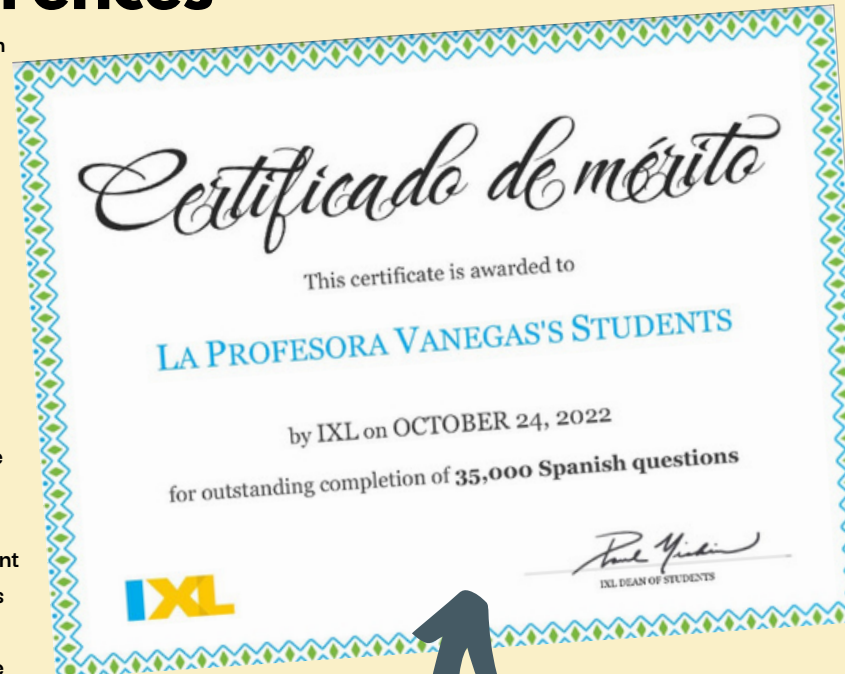 Certificado de mérito
This certificate is awarded to
LA PROFESORA VANEGAS'S STUDENTS
by IXL on OCTOBER 24, 2022
for outstanding completion of 35,000 Spanish questions
IXL DEAN OF STUDENTS
IXL